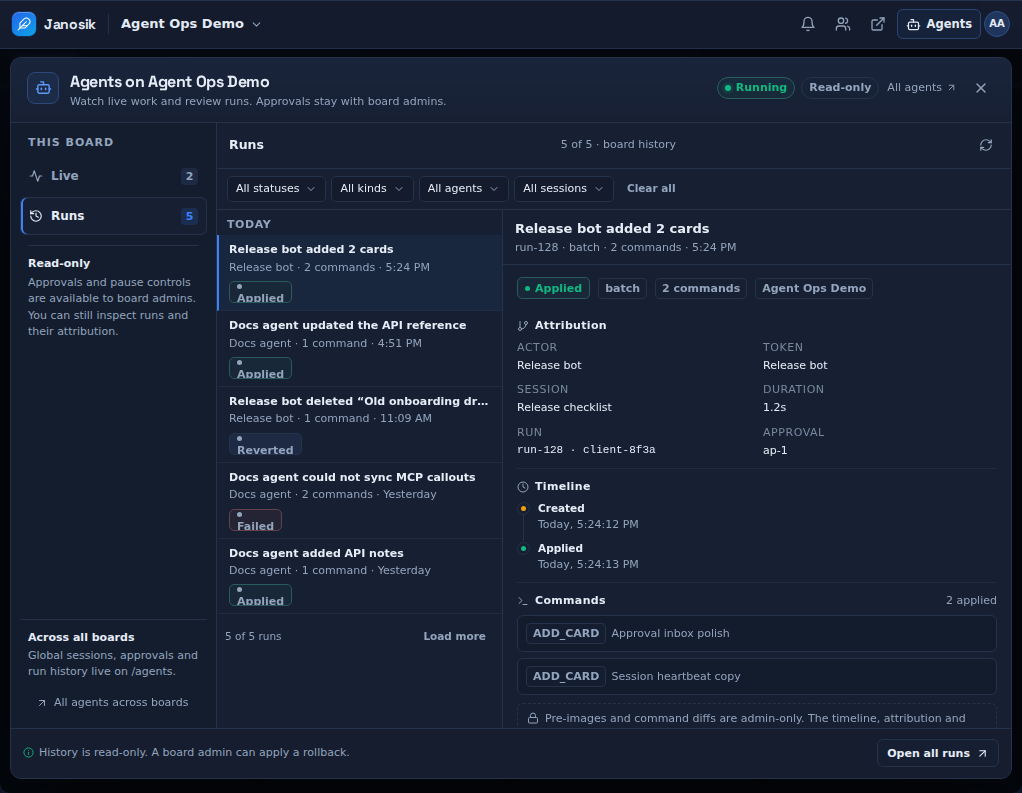 Janosik
Agent Ops Demo
Agents
AA
Agents on Agent Ops Demo
Watch live work and review runs. Approvals stay with board admins.
Running
Read-only
All agents
THIS BOARD
Live
2
Runs
5
Read-only
Approvals and pause controls
are available to board admins.
You can still inspect runs and
their attribution.
Across all boards
Global sessions, approvals and
run history live on /agents.
All agents across boards
Runs
5 of 5 · board history
All statuses
All kinds
All agents
All sessions
Clear all
TODAY
Release bot added 2 cards
Release bot · 2 commands · 5:24 PM
Applied
Docs agent updated the API reference
Docs agent · 1 command · 4:51 PM
Applied
Release bot deleted “Old onboarding dr…
Release bot · 1 command · 11:09 AM
Reverted
Docs agent could not sync MCP callouts
Docs agent · 2 commands · Yesterday
Failed
Docs agent added API notes
Docs agent · 1 command · Yesterday
Applied
5 of 5 runs
Load more
Release bot added 2 cards
run-128 · batch · 2 commands · 5:24 PM
Applied
batch
2 commands
Agent Ops Demo
Attribution
ACTOR
Release bot
TOKEN
Release bot
SESSION
Release checklist
DURATION
1.2s
RUN
run-128 · client-8f3a
APPROVAL
ap-1
Timeline
Created
Today, 5:24:12 PM
Applied
Today, 5:24:13 PM
Commands
2 applied
ADD_CARD Approval inbox polish
ADD_CARD Session heartbeat copy
Pre-images and command diffs are admin-only. The timeline, attribution and
History is read-only. A board admin can apply a rollback.
Open all runs